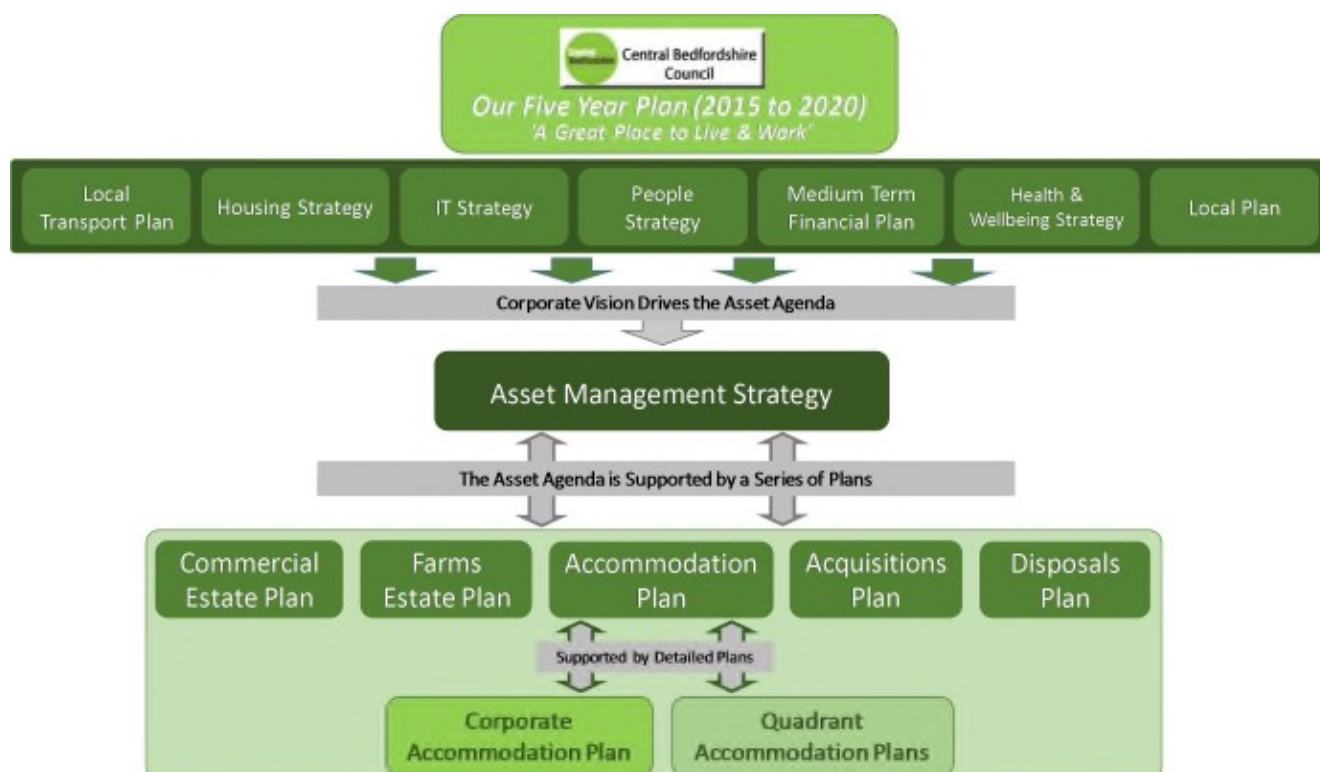 Central Bedfordshire
Central Bedfordshire
Council
Our Five Year Plan (2015 to 2020)
'A Great Place to Live & Work'
Local
Transport Plan
Housing Strategy
IT Strategy
People
Strategy
Medium Term
Financial Plan
Health &
Wellbeing Strategy
Local Plan
Corporate Vision Drives the Asset Agenda
Asset Management Strategy
The Asset Agenda is Supported by a Series of Plans
Commercial
Estate Plan
Farms
Estate Plan
Accommodation
Plan
Acquisitions
Plan
Disposals
Plan
Supported by Detailed Plans
Corporate
Accommodation Plan
Quadrant
Accommodation Plans